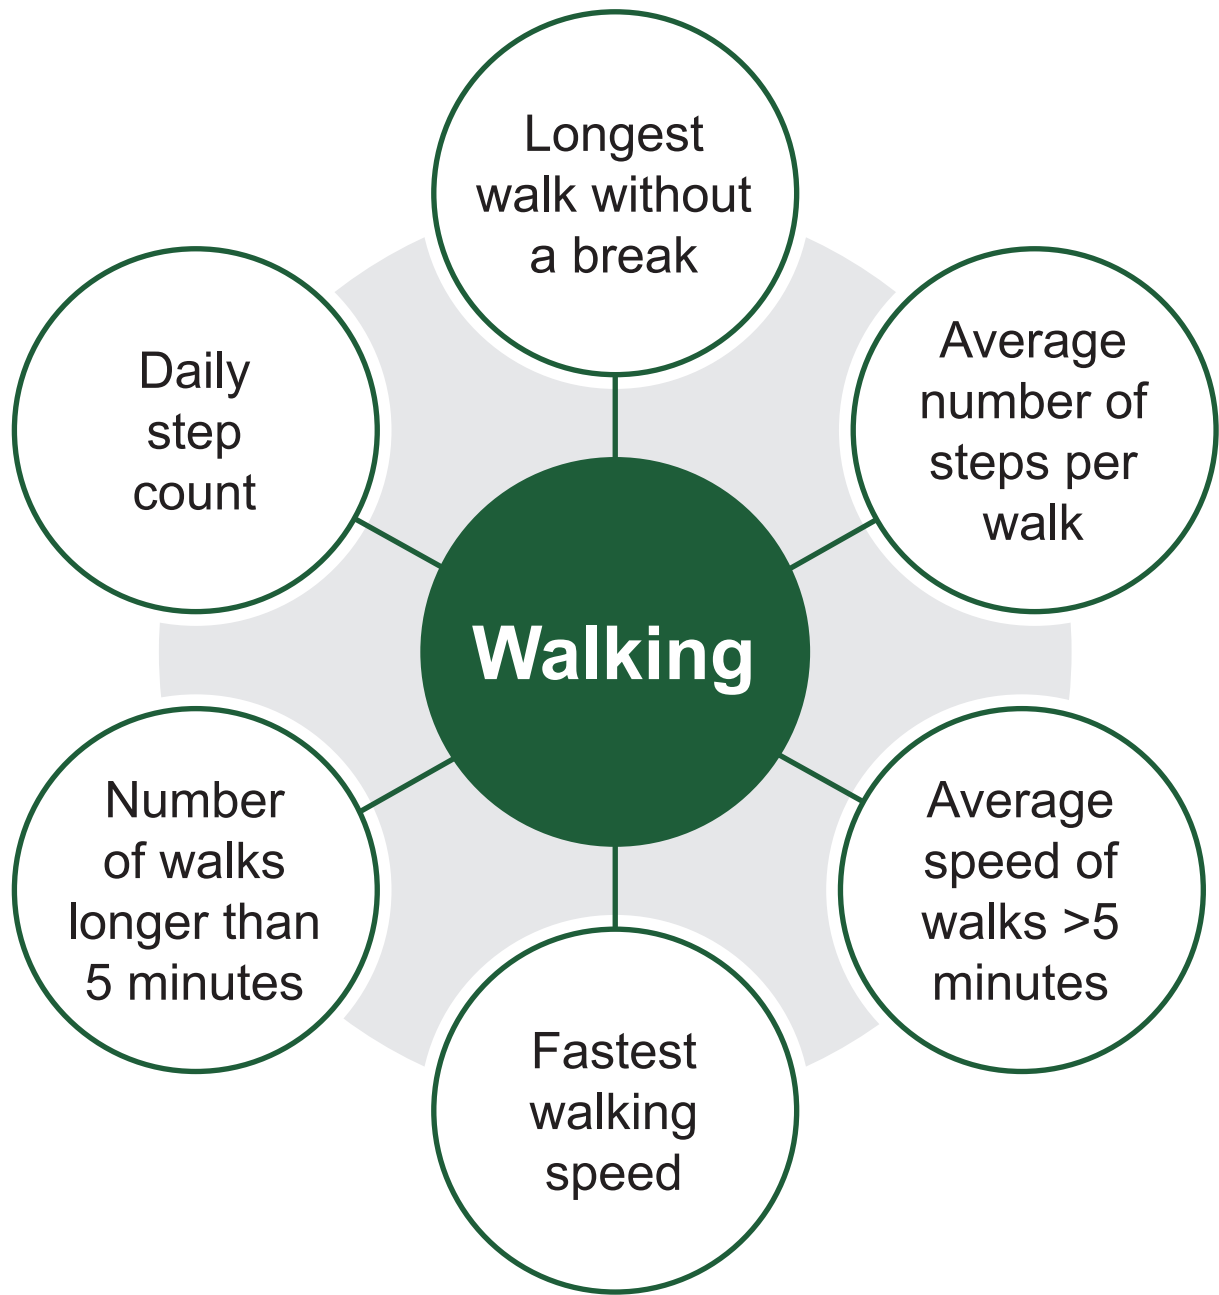 Longest
walk without
a break
Average
number of
steps per
walk
Average
speed of
walks >5
minutes
Fastest
walking
speed
Number
of walks
longer than
5 minutes
Daily
step
count
Walking